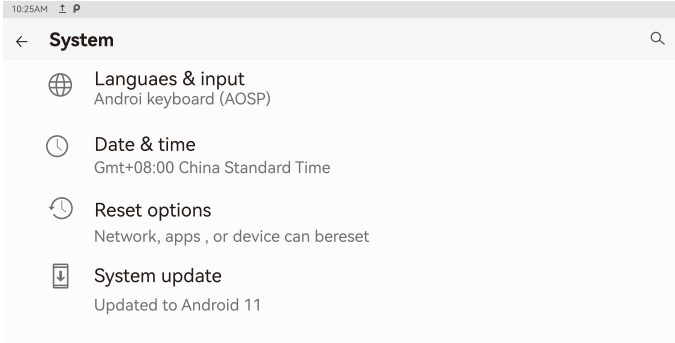 10:25AM
System
Languaes & input
Androi keyboard (AOSP)
Date & time
Gmt+08:00 China Standard Time
Reset options
Network, apps , or device can bereset
System update
Updated to Android 11